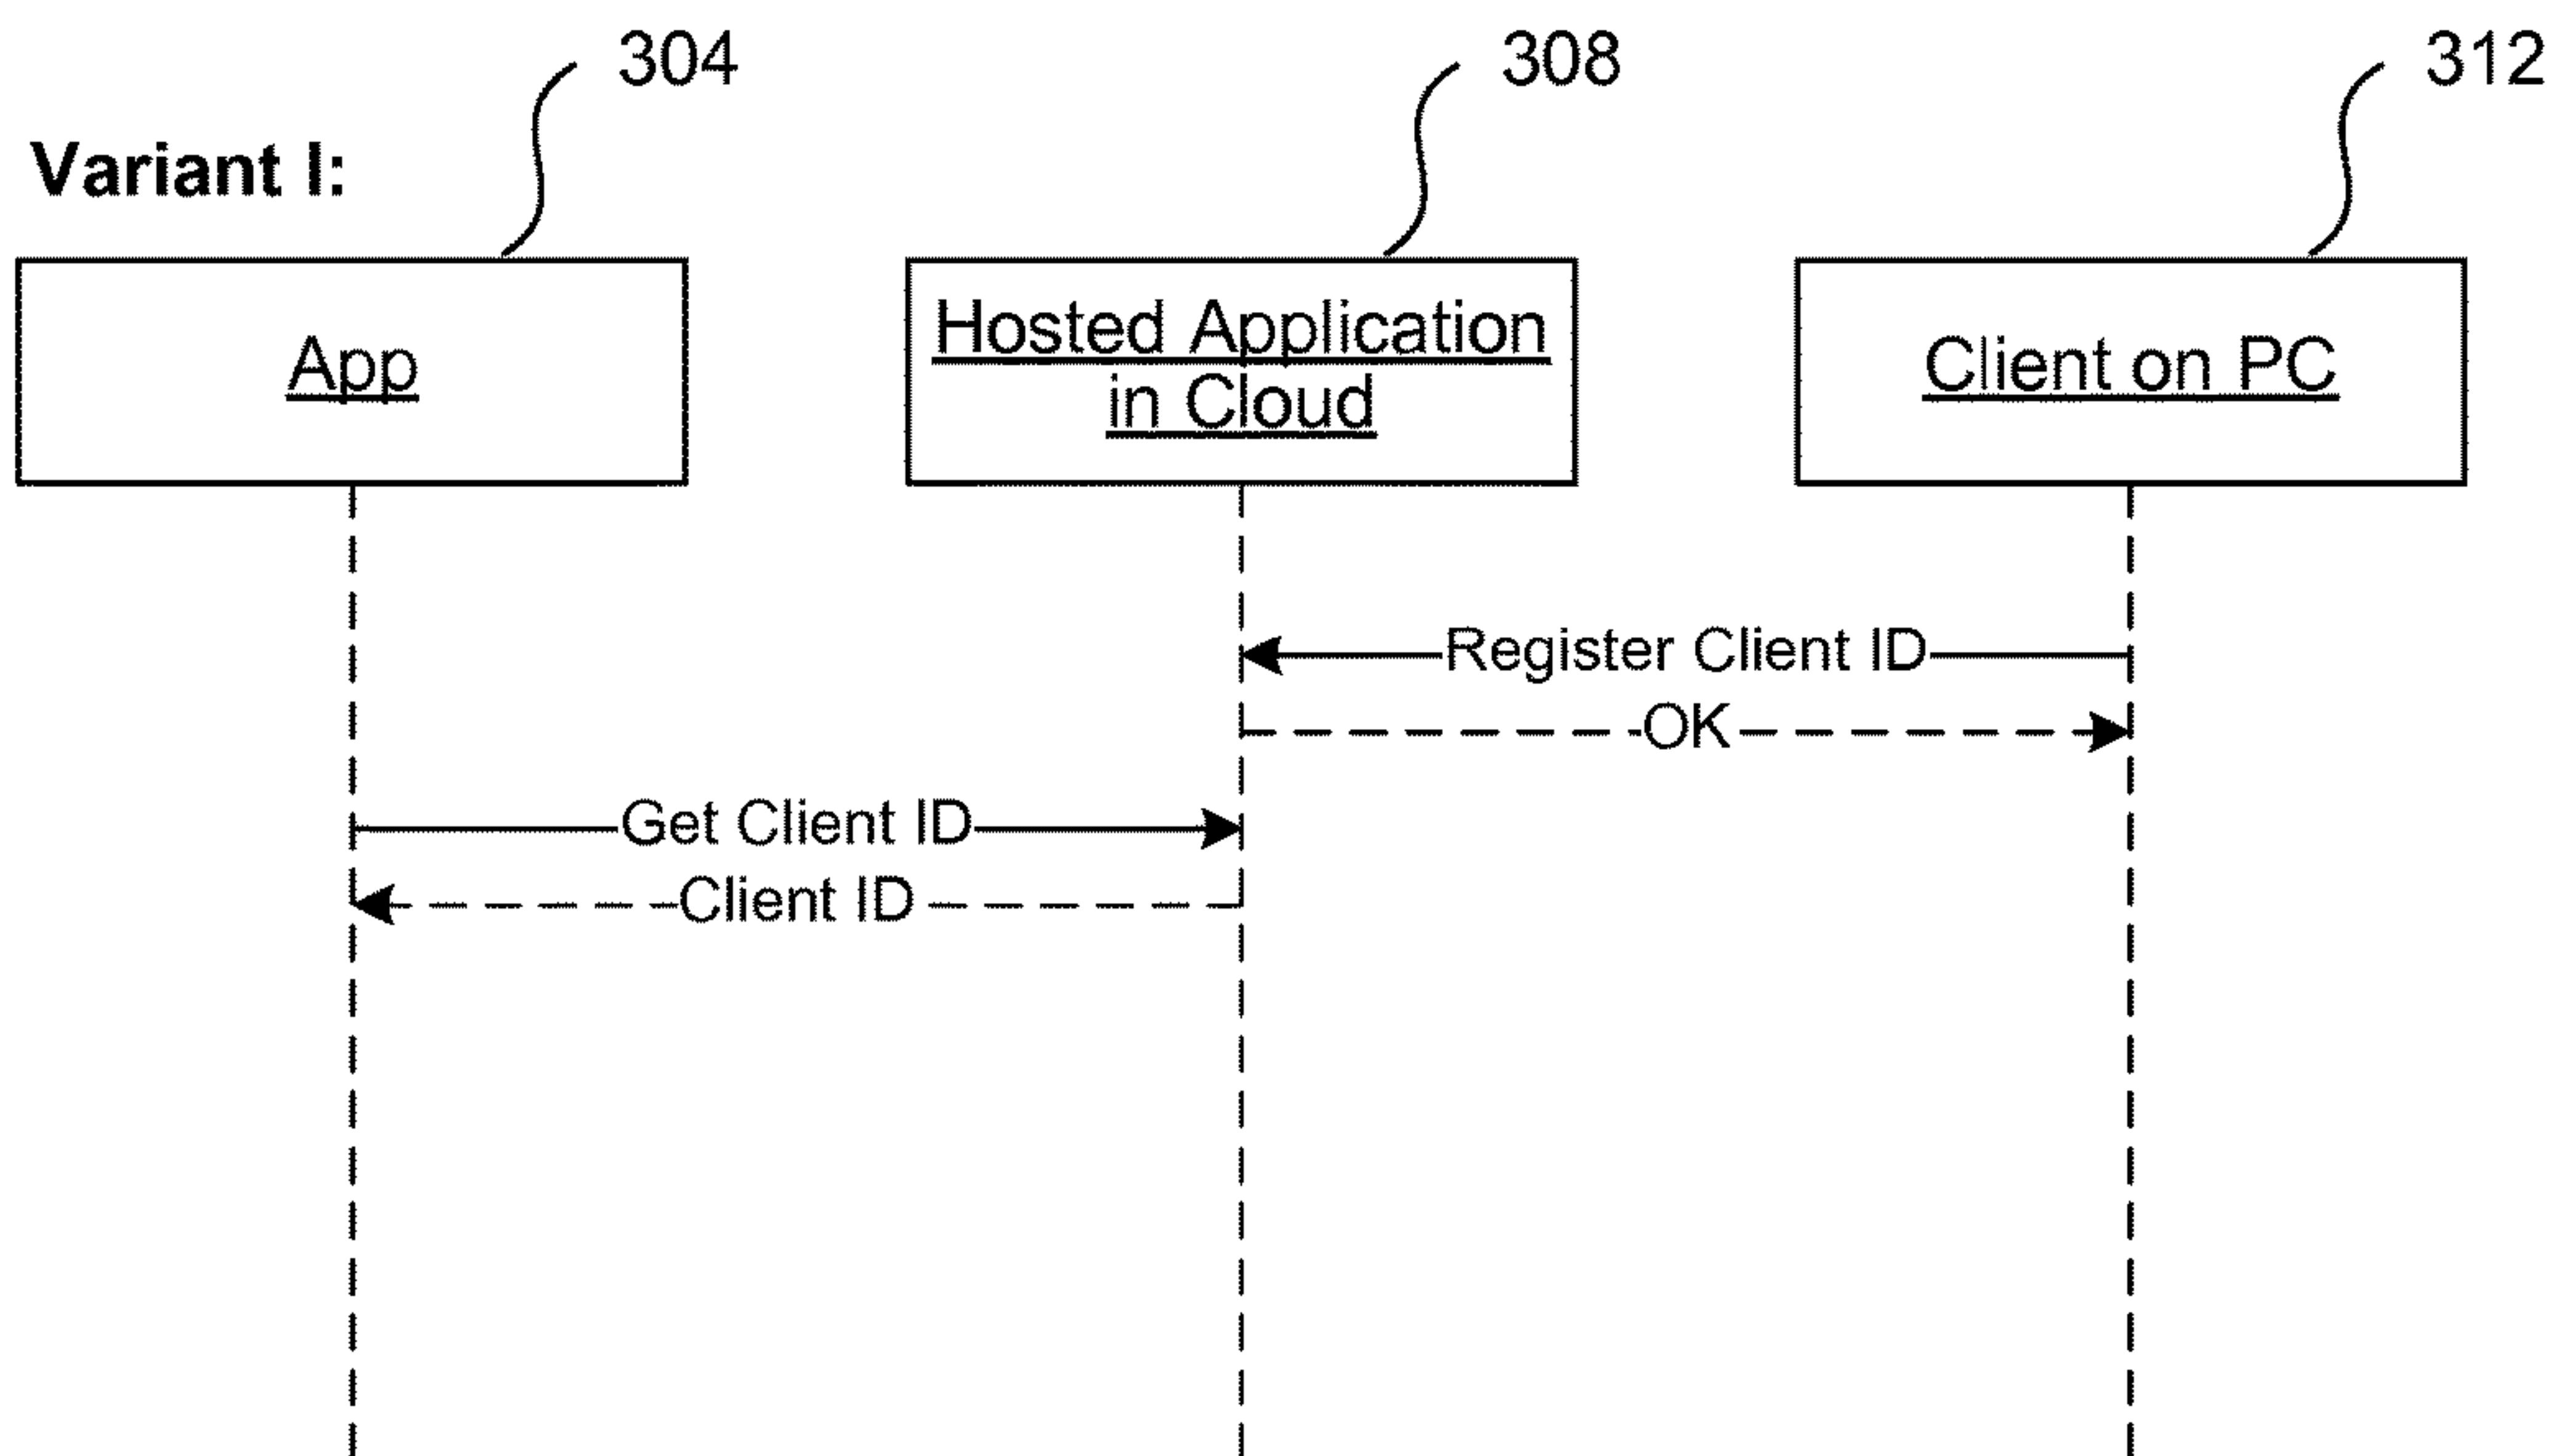 304
308
312
Variant I:
App
Hosted Application
in Cloud
Client on PC
Register Client ID
OK
Get Client ID
Client ID